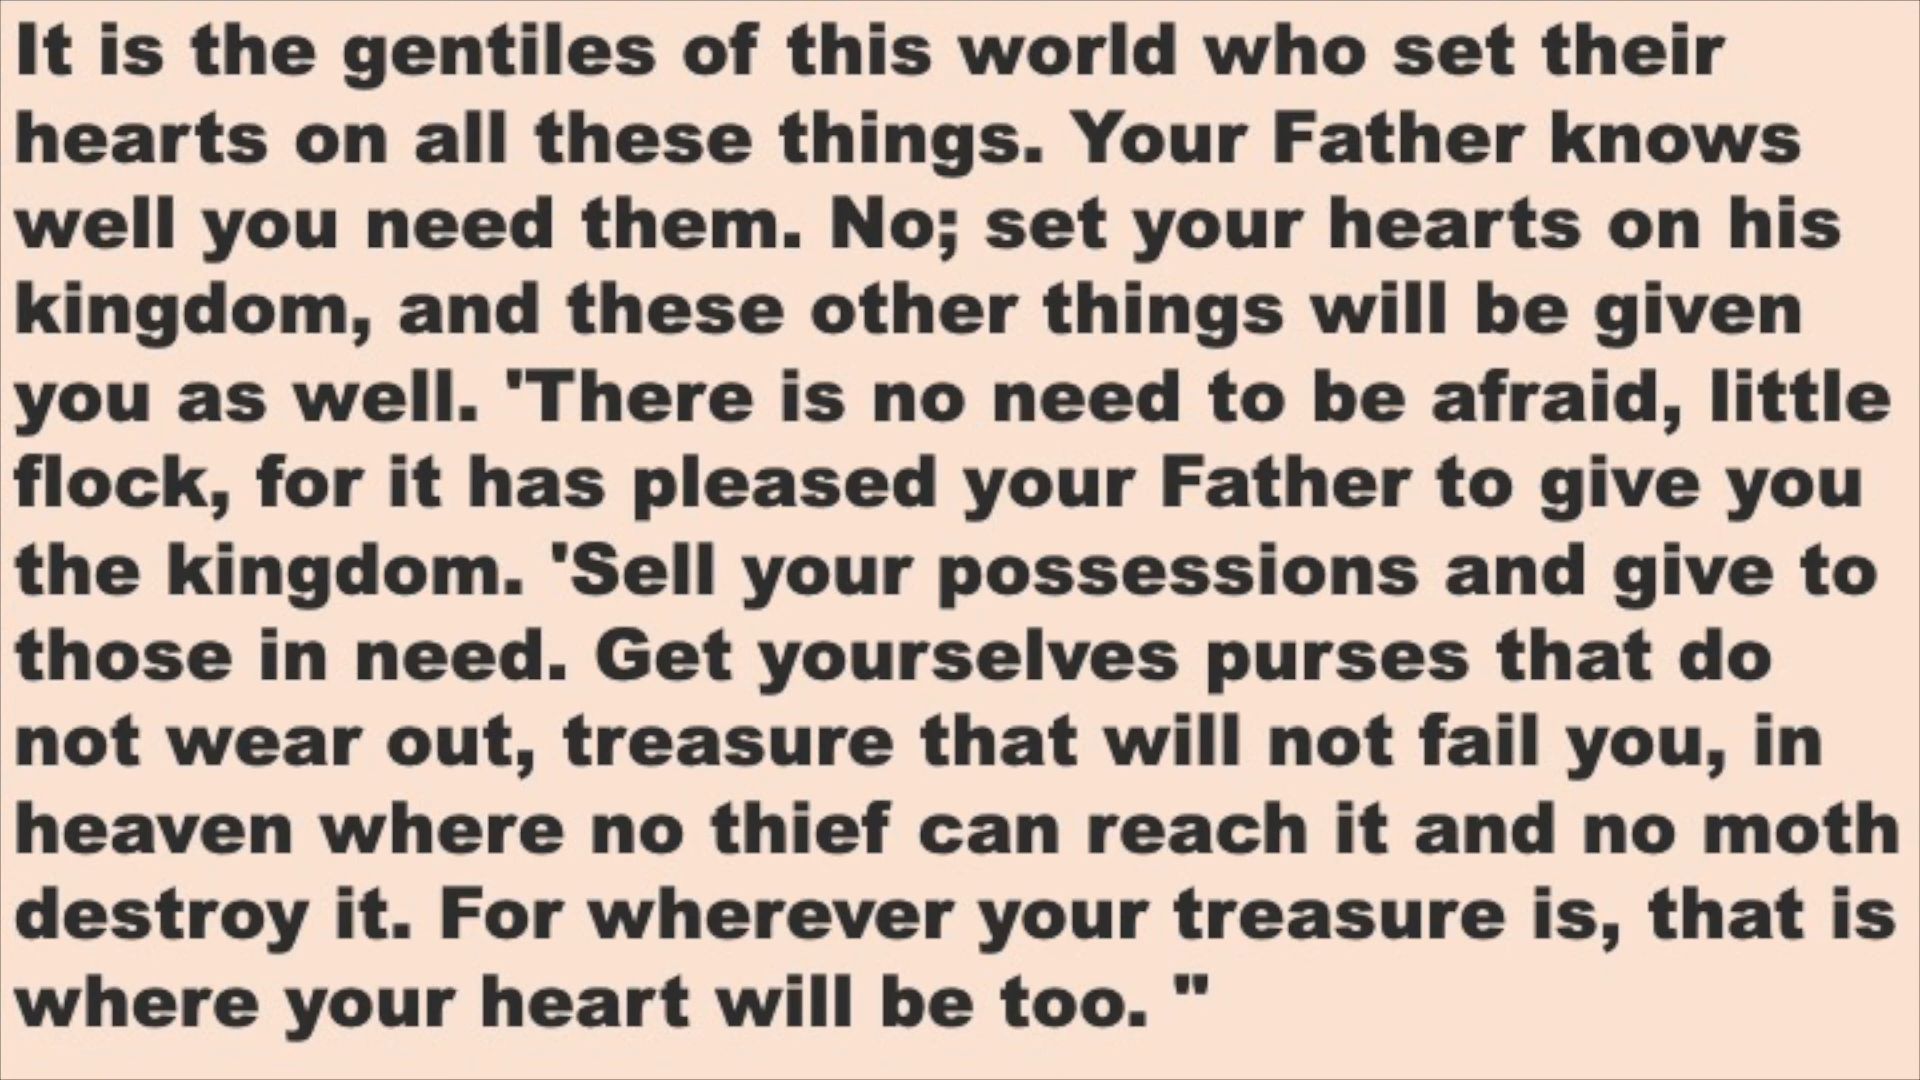 It is the gentiles of this world who set their
hearts on all these things. Your Father knows
well you need them. No; set your hearts on his
kingdom, and these other things will be given
you as well. 'There is no need to be afraid, little
flock, for it has pleased your Father to give you
the kingdom. 'Sell your possessions and give to
those in need. Get yourselves purses that do
not wear out, treasure that will not fail you, in
heaven where no thief can reach it and no moth
destroy it. For wherever your treasure is, that is
where your heart will be too. "